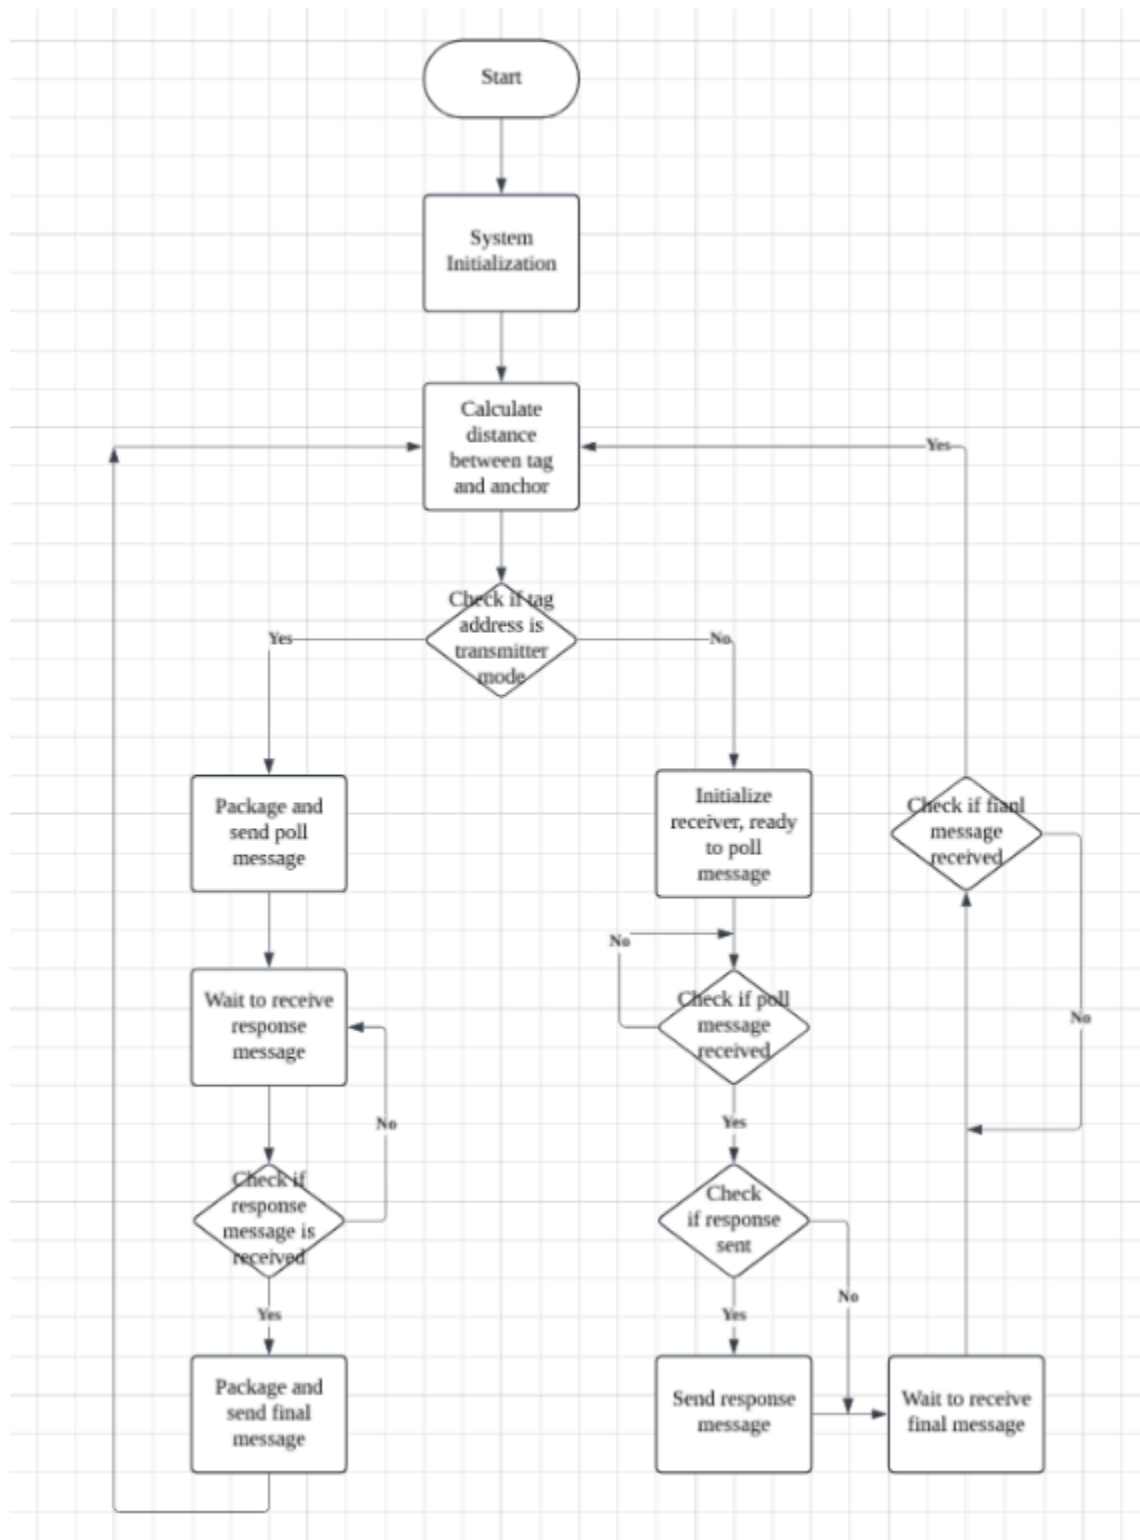 Start
System
Initialization
Calculate
distance
between tag
and anchor
Yes
Check if tag
address is
transmitter
mode
Yes
No
Package and
send poll
message
Initialize
receiver, ready
to poll
message
Check if fianl
message
received
No
Wait to receive
response
message
Check if poll
message
received
No
No
Yes
Check if
response
message is
received
Check
if response
sent
No
Yes
Yes
Package and
send final
message
Send response
message
Wait to receive
final message